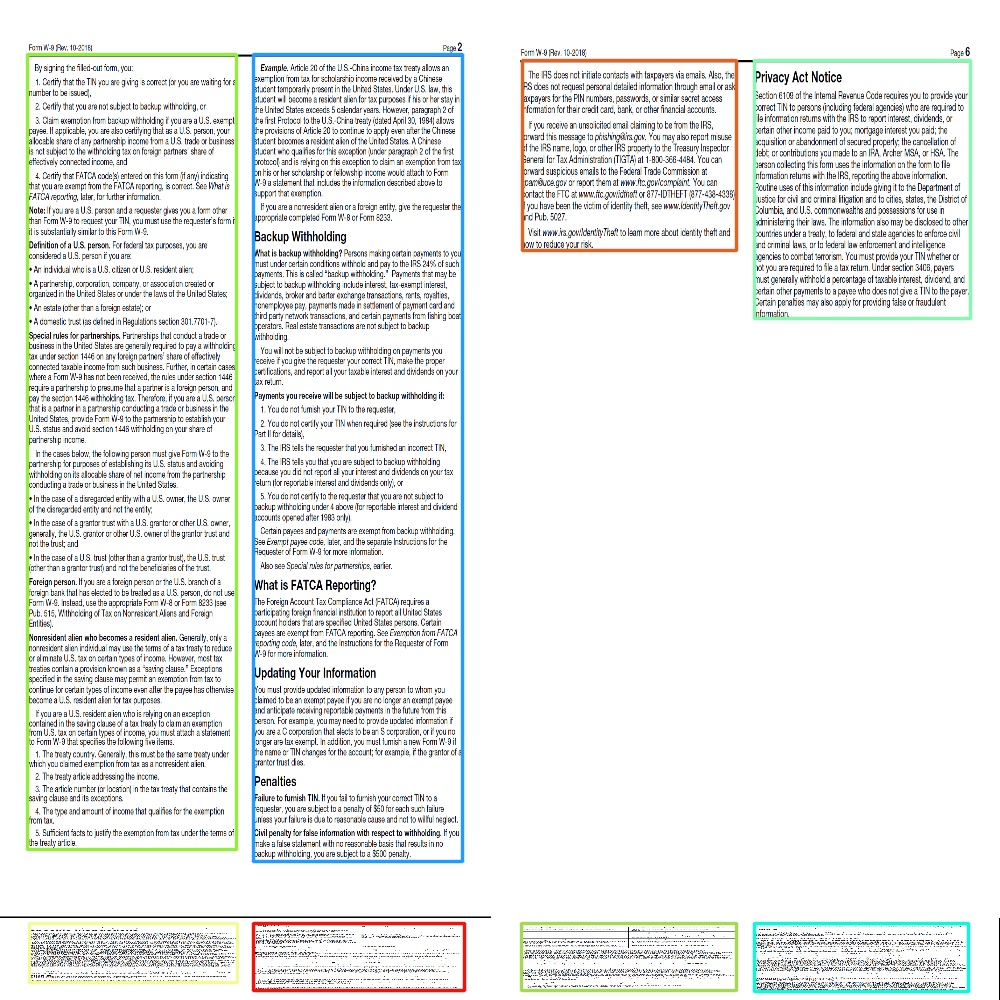 Form W-9 (Rev. 10-2018)
Page 2
By signing the filled-out form, you:
1. Certify that the TIN you are giving is correct (or you are waiting for a
number to be issued),
2. Certify that you are not subject to backup withholding, or
3. Claim exemption from backup withholding if you are a U.S. exempt
payee. If applicable, you are also certifying that as a U.S. person, your
allocable share of any partnership income from a U.S. trade or business
is not subject to the withholding tax on foreign partners' share of
effectively connected income, and
4. Certify that FATCA code(s) entered on this form (if any) indicating
that you are exempt from the FATCA reporting, is correct. See What is
FATCA reporting, later, for further information.
Note: If you are a U.S. person and a requester gives you a form other
than Form W-9 to request your TIN, you must use the requester's form if
it is substantially similar to this Form W-9.
Definition of a U.S. person. For federal tax purposes, you are
considered a U.S. person if you are:
• An individual who is a U.S. citizen or U.S. resident alien;
• A partnership, corporation, company, or association created or
organized in the United States or under the laws of the United States;
• An estate (other than a foreign estate); or
• A domestic trust (as defined in Regulations section 301.7701-7).
Special rules for partnerships. Partnerships that conduct a trade or
business in the United States are generally required to pay a withholding
tax under section 1446 on any foreign partners' share of effectively
connected taxable income from such business. Further, in certain cases
where a Form W-9 has not been received, the rules under section 1446
require a partnership to presume that a partner is a foreign person, and
pay the section 1446 withholding tax. Therefore, if you are a U.S. person
that is a partner in a partnership conducting a trade or business in the
United States, provide Form W-9 to the partnership to establish your
U.S. status and avoid section 1446 withholding on your share of
partnership income.
In the cases below, the following person must give Form W-9 to the
partnership for purposes of establishing its U.S. status and avoiding
withholding on its allocable share of net income from the partnership
conducting a trade or business in the United States.
• In the case of a disregarded entity with a U.S. owner, the U.S. owner
of the disregarded entity and not the entity;
• In the case of a grantor trust with a U.S. grantor or other U.S. owner,
generally, the U.S. grantor or other U.S. owner of the grantor trust and
not the trust; and
• In the case of a U.S. trust (other than a grantor trust), the U.S. trust
(other than a grantor trust) and not the beneficiaries of the trust.
Foreign person. If you are a foreign person or the U.S. branch of a
foreign bank that has elected to be treated as a U.S. person, do not use
Form W-9. Instead, use the appropriate Form W-8 or Form 8233 (see
Pub. 515, Withholding of Tax on Nonresident Aliens and Foreign
Entities).
Nonresident alien who becomes a resident alien. Generally, only a
nonresident alien individual may use the terms of a tax treaty to reduce
or eliminate U.S. tax on certain types of income. However, most tax
treaties contain a provision known as a "saving clause." Exceptions
specified in the saving clause may permit an exemption from tax to
continue for certain types of income even after the payee has otherwise
become a U.S. resident alien for tax purposes.
If you are a U.S. resident alien who is relying on an exception
contained in the saving clause of a tax treaty to claim an exemption
from U.S. tax on certain types of income, you must attach a statement
to Form W-9 that specifies the following five items.
1. The treaty country. Generally, this must be the same treaty under
which you claimed exemption from tax as a nonresident alien.
2. The treaty article addressing the income.
3. The article number (or location) in the tax treaty that contains the
saving clause and its exceptions.
4. The type and amount of income that qualifies for the exemption
from tax.
5. Sufficient facts to justify the exemption from tax under the terms of
the treaty article.
Example. Article 20 of the U.S.-China income tax treaty allows an
exemption from tax for scholarship income received by a Chinese
student temporarily present in the United States. Under U.S. law, this
student will become a resident alien for tax purposes if his or her stay in
the United States exceeds 5 calendar years. However, paragraph 2 of
the first Protocol to the U.S.-China treaty (dated April 30, 1984) allows
the provisions of Article 20 to continue to apply even after the Chinese
student becomes a resident alien of the United States. A Chinese
student who qualifies for this exception (under paragraph 2 of the first
protocol) and is relying on this exception to claim an exemption from tax
on his or her scholarship or fellowship income would attach to Form
W-9 a statement that includes the information described above to
support that exemption.
If you are a nonresident alien or a foreign entity, give the requester the
appropriate completed Form W-8 or Form 8233.
Backup Withholding
What is backup withholding? Persons making certain payments to you
must under certain conditions withhold and pay to the IRS 24% of such
payments. This is called "backup withholding." Payments that may be
subject to backup withholding include interest, tax-exempt interest,
dividends, broker and barter exchange transactions, rents, royalties,
nonemployee pay, payments made in settlement of payment card and
third party network transactions, and certain payments from fishing boat
operators. Real estate transactions are not subject to backup
withholding.
You will not be subject to backup withholding on payments you
receive if you give the requester your correct TIN, make the proper
certifications, and report all your taxable interest and dividends on your
tax return.
Payments you receive will be subject to backup withholding if:
1. You do not furnish your TIN to the requester,
2. You do not certify your TIN when required (see the instructions for
Part II for details),
3. The IRS tells the requester that you furnished an incorrect TIN,
4. The IRS tells you that you are subject to backup withholding
because you did not report all your interest and dividends on your tax
return (for reportable interest and dividends only), or
5. You do not certify to the requester that you are not subject to
backup withholding under 4 above (for reportable interest and dividend
accounts opened after 1983 only).
Certain payees and payments are exempt from backup withholding.
See Exempt payee code, later, and the separate Instructions for the
Requester of Form W-9 for more information.
Also see Special rules for partnerships, earlier.
What is FATCA Reporting?
The Foreign Account Tax Compliance Act (FATCA) requires a
participating foreign financial institution to report all United States
account holders that are specified United States persons. Certain
payees are exempt from FATCA reporting. See Exemption from FATCA
reporting code, later, and the Instructions for the Requester of Form
W-9 for more information.
Updating Your Information
You must provide updated information to any person to whom you
claimed to be an exempt payee if you are no longer an exempt payee
and anticipate receiving reportable payments in the future from this
person. For example, you may need to provide updated information if
you are a C corporation that elects to be an S corporation, or if you no
longer are tax exempt. In addition, you must furnish a new Form W-9 if
the name or TIN changes for the account; for example, if the grantor of a
grantor trust dies.
Penalties
Failure to furnish TIN. If you fail to furnish your correct TIN to a
requester, you are subject to a penalty of $50 for each such failure
unless your failure is due to reasonable cause and not to willful neglect.
Civil penalty for false information with respect to withholding. If you
make a false statement with no reasonable basis that results in no
backup withholding, you are subject to a $500 penalty.
Form W-9 (Rev. 10-2018)
Page 6
The IRS does not initiate contacts with taxpayers via emails. Also, the
IRS does not request personal detailed information through email or ask
taxpayers for the PIN numbers, passwords, or similar secret access
information for their credit card, bank, or other financial accounts.
If you receive an unsolicited email claiming to be from the IRS,
forward this message to phishing@irs.gov. You may also report misuse
of the IRS name, logo, or other IRS property to the Treasury Inspector
General for Tax Administration (TIGTA) at 1-800-366-4484. You can
forward suspicious emails to the Federal Trade Commission at
spam@uce.gov or report them at www.ftc.gov/complaint. You can
contact the FTC at www.ftc.gov/idtheft or 877-IDTHEFT (877-438-4338).
If you have been the victim of identity theft, see www.IdentityTheft.gov
and Pub. 5027.
Visit www.irs.gov/IdentityTheft to learn more about identity theft and
how to reduce your risk.
Privacy Act Notice
Section 6109 of the Internal Revenue Code requires you to provide your
correct TIN to persons (including federal agencies) who are required to
file information returns with the IRS to report interest, dividends, or
certain other income paid to you; mortgage interest you paid; the
acquisition or abandonment of secured property; the cancellation of
debt; or contributions you made to an IRA, Archer MSA, or HSA. The
person collecting this form uses the information on the form to file
information returns with the IRS, reporting the above information.
Routine uses of this information include giving it to the Department of
Justice for civil and criminal litigation and to cities, states, the District of
Columbia, and U.S. commonwealths and possessions for use in
administering their laws. The information also may be disclosed to other
countries under a treaty, to federal and state agencies to enforce civil
and criminal laws, or to federal law enforcement and intelligence
agencies to combat terrorism. You must provide your TIN whether or
not you are required to file a tax return. Under section 3406, payers
must generally withhold a percentage of taxable interest, dividend, and
certain other payments to a payee who does not give a TIN to the payer.
Certain penalties may also apply for providing false or fraudulent
information.